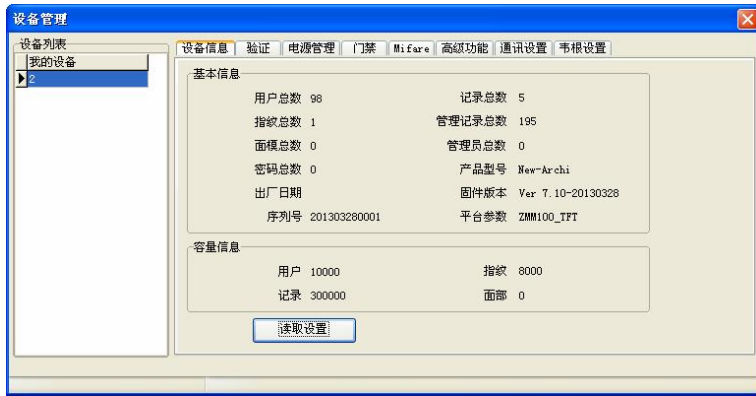 设备管理
设备列表
我的设备
2
设备信息 验证 电源管理 门禁 Mifare 高级功能 通讯设置 韦根设置
基本信息
用户总数 98 记录总数 5
指纹总数 1 管理记录总数 195
面模总数 0 管理员总数 0
密码总数 0 产品型号 New-Archi
出厂日期 固件版本 Ver 7.10-20130328
序列号 201303280001 平台参数 ZMM100_TFT
容量信息
用户 10000 指纹 8000
记录 300000 面部 0
读取设置